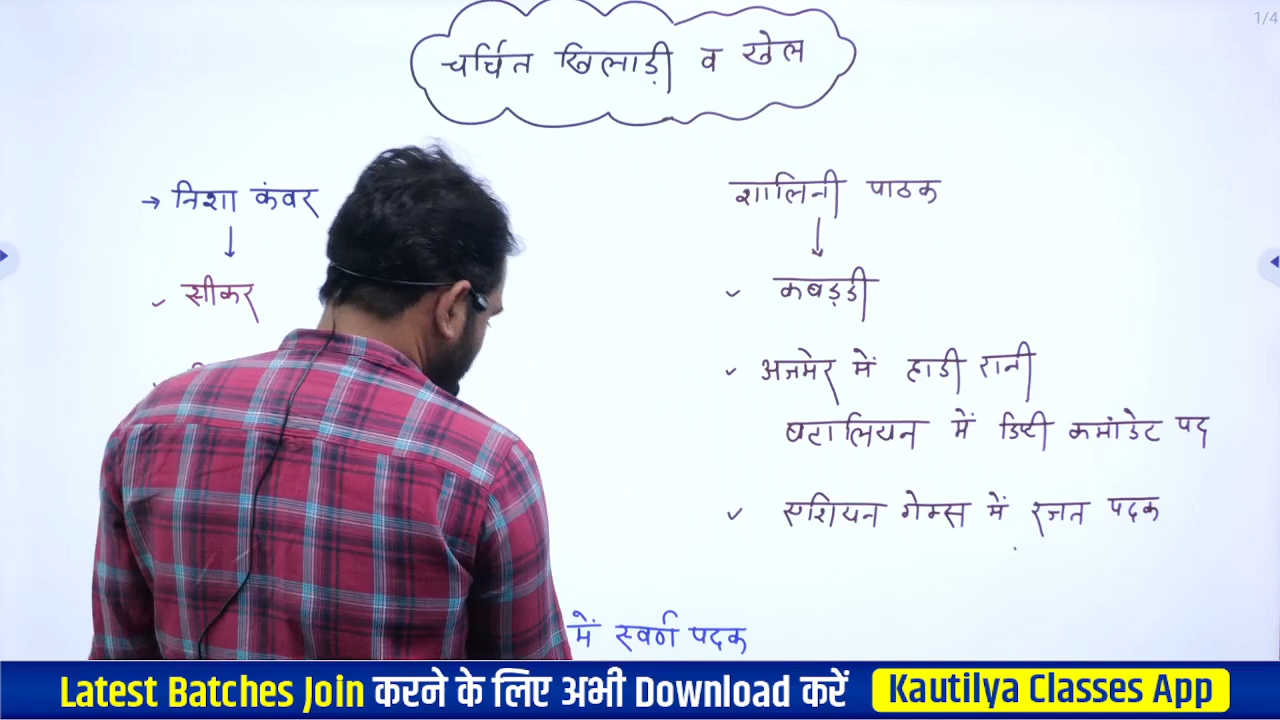 1/4
चर्चित खिलाड़ी व खेल
→ निशा कंवर
सीकर
शालिनी पाठक
कबड्डी
अजमेर में हाडी रानी
बटालियन में डिप्टी कमांडेट पद
एशियन गेम्स में रजत पदक
में स्वर्ण पदक
Latest Batches Join करने के लिए अभी Download करें
Kautilya Classes App